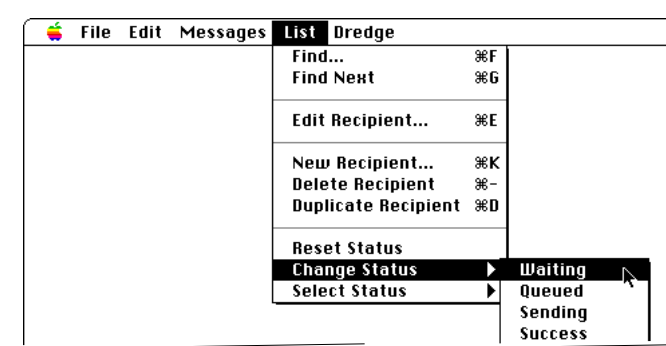 File Edit Messages List Dredge
Find... ⌘F
Find Next ⌘G
Edit Recipient... ⌘E
New Recipient... ⌘K
Delete Recipient ⌘-
Duplicate Recipient ⌘D
Reset Status
Change Status ▶ Waiting
Select Status ▶ Queued
Sending
Success